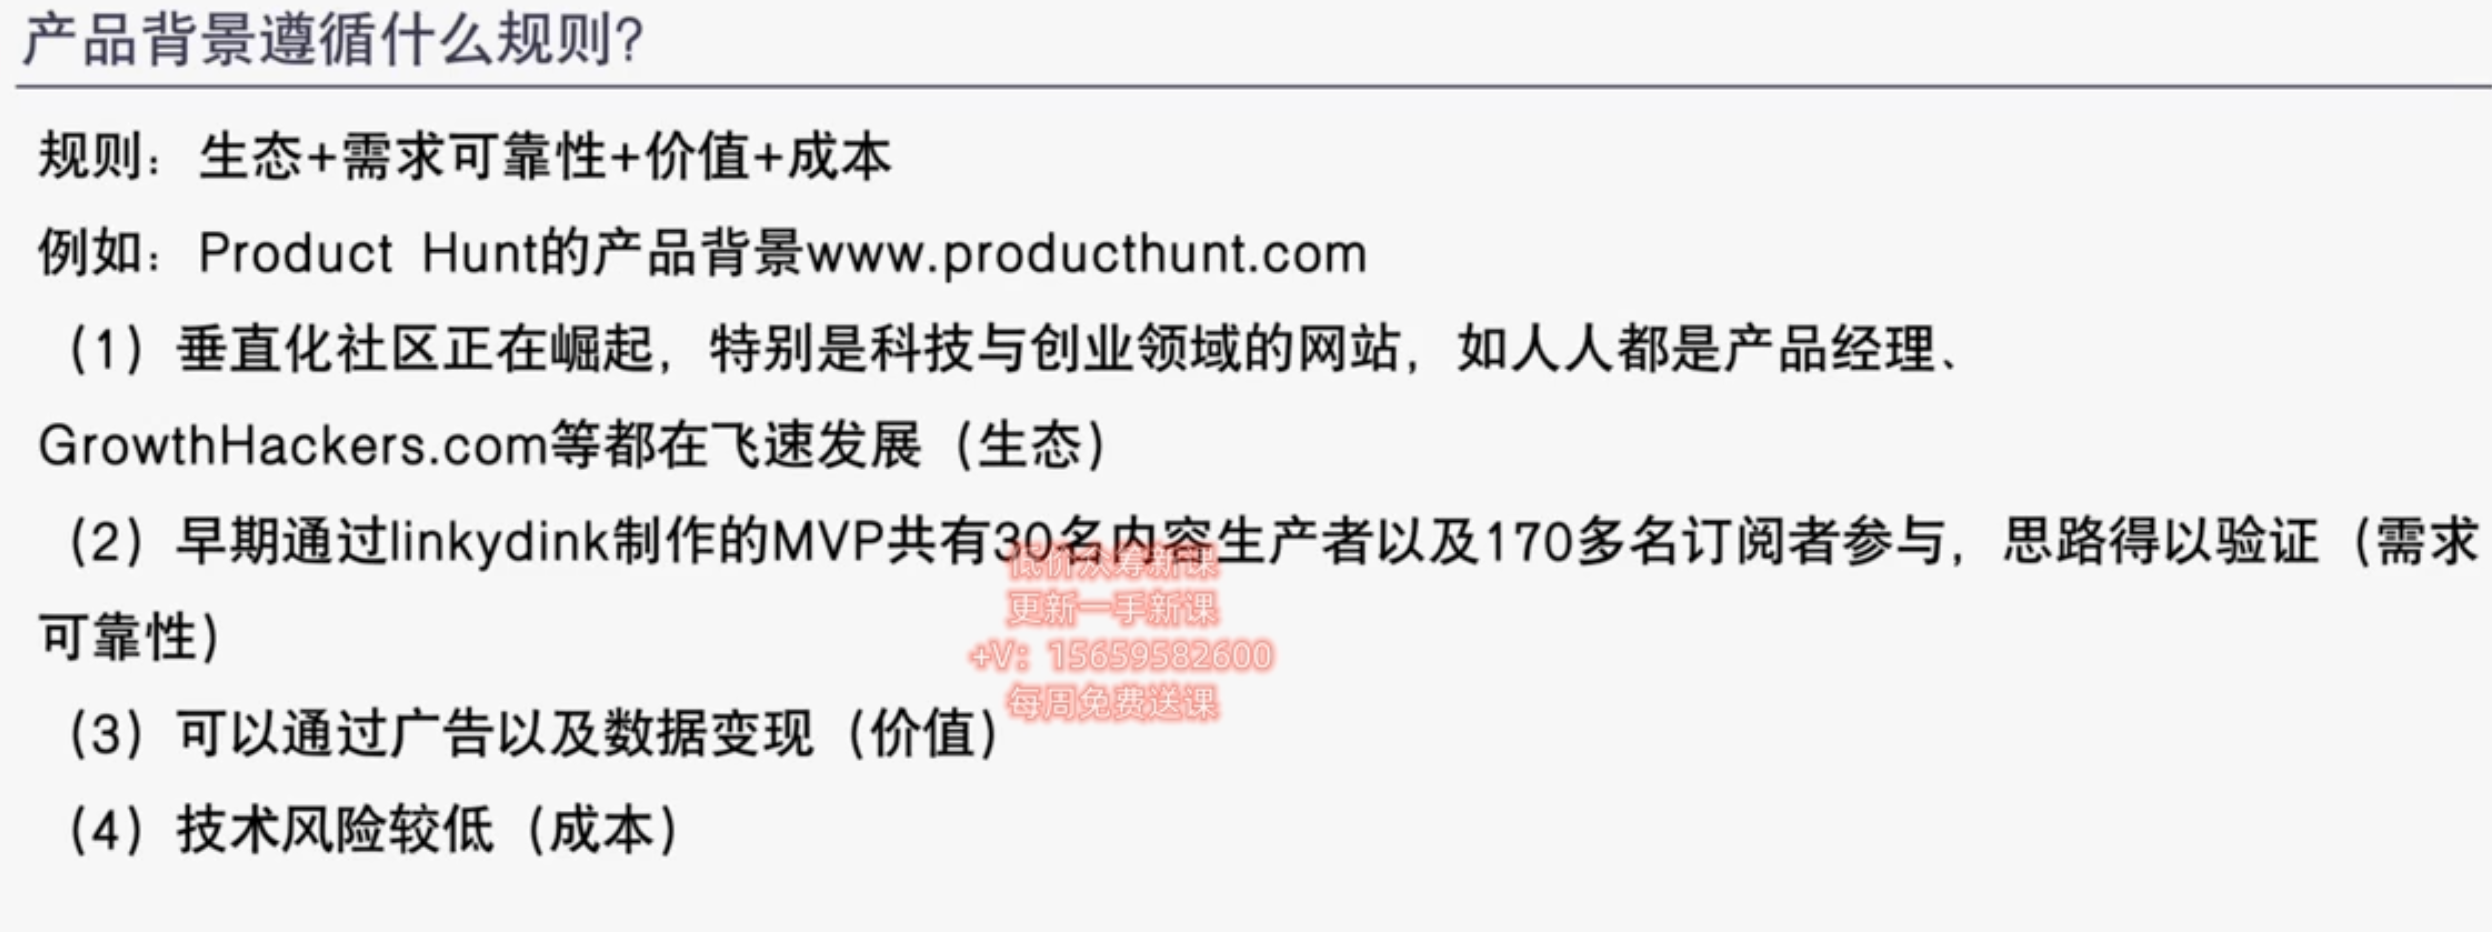 产品背景遵循什么规则?
规则：生态+需求可靠性+价值+成本
例如：Product Hunt的产品背景www.producthunt.com
（1）垂直化社区正在崛起，特别是科技与创业领域的网站，如人人都是产品经理、
GrowthHackers.com等都在飞速发展（生态）
（2）早期通过linkydink制作的MVP共有30名内容生产者以及170多名订阅者参与，思路得以验证（需求
可靠性）
低价众筹新课
更新一手新课
+V：15659582600
每周免费送课
（3）可以通过广告以及数据变现（价值）
（4）技术风险较低（成本）